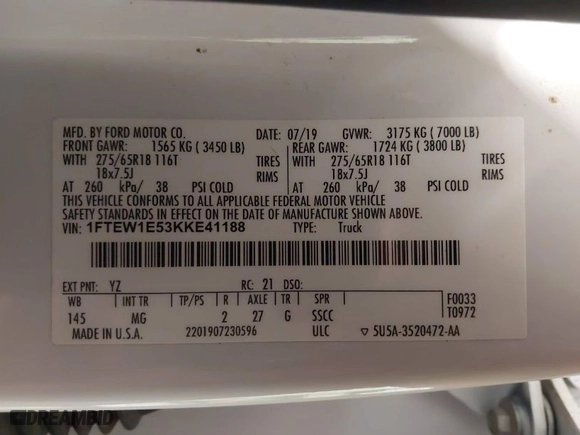 MFD. BY FORD MOTOR CO. DATE: 07/19 GVWR: 3175 KG ( 7000 LB)
FRONT GAWR: 1565 KG ( 3450 LB) REAR GAWR: 1724 KG ( 3800 LB)
WITH 275/65R18 116T TIRES WITH 275/65R18 116T TIRES
18x7.5J RIMS 18x7.5J RIMS
AT 260 kPa/ 38 PSI COLD AT 260 kPa/ 38 PSI COLD
THIS VEHICLE CONFORMS TO ALL APPLICABLE FEDERAL MOTOR VEHICLE
SAFETY STANDARDS IN EFFECT ON THE DATE OF MANUFACTURE SHOWN ABOVE.
VIN: 1FTEW1E53KKE41188 TYPE: Truck
EXT PNT: YZ RC: 21 DSO:
WB INT TR TP/PS R AXLE TR SPR F0033
145 MG 2 27 G SSCC T0972
MADE IN U.S.A. 2201907230596 ULC ▽ 5U5A-3520472-AA
DREAMBID